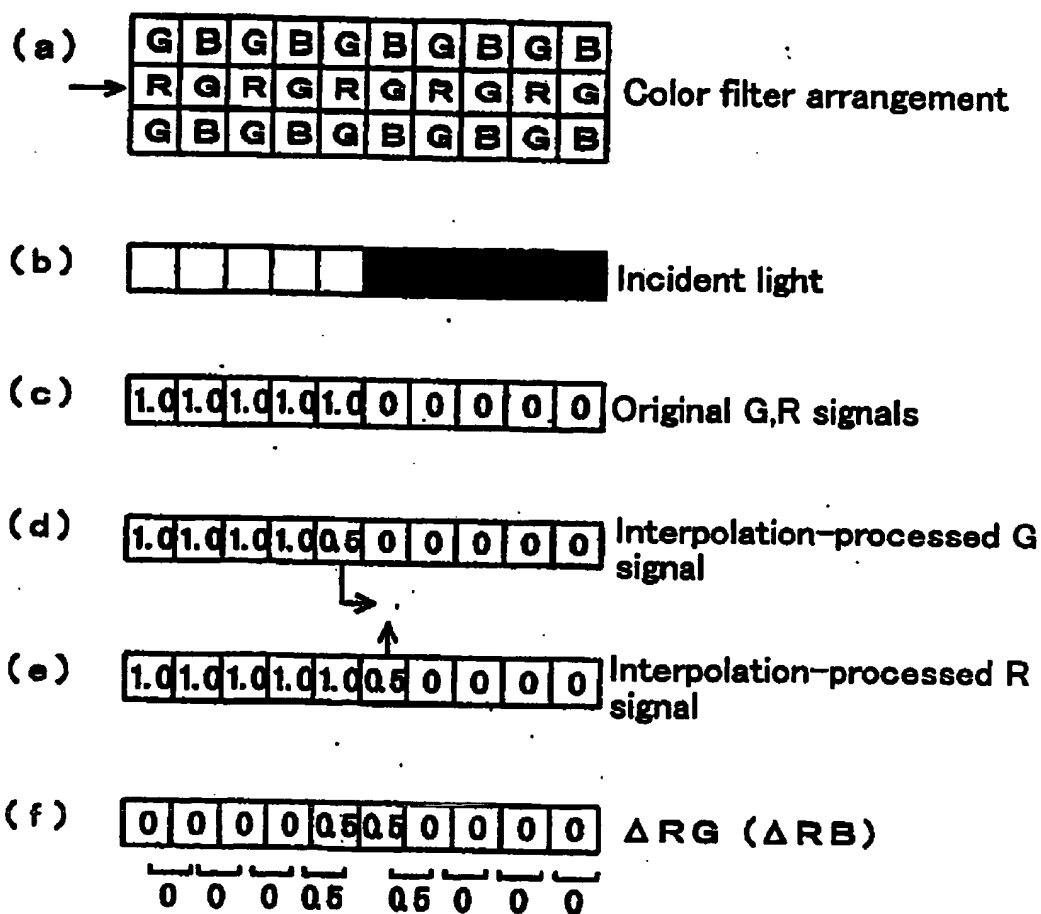 (a)
G B G B G B G B G B
R G R G R G R G R G
G B G B G B G B G B
Color filter arrangement
(b)
Incident light
(c)
1.0 1.0 1.0 1.0 1.0 0 0 0 0 0
Original G,R signals
(d)
1.0 1.0 1.0 1.0 0.5 0 0 0 0 0
Interpolation-processed G
signal
(e)
1.0 1.0 1.0 1.0 1.0 0.5 0 0 0 0
Interpolation-processed R
signal
(f)
0 0 0 0 0.5 0.5 0 0 0 0
ΔRG (ΔRB)
0 0 0 0.5 0.5 0 0 0